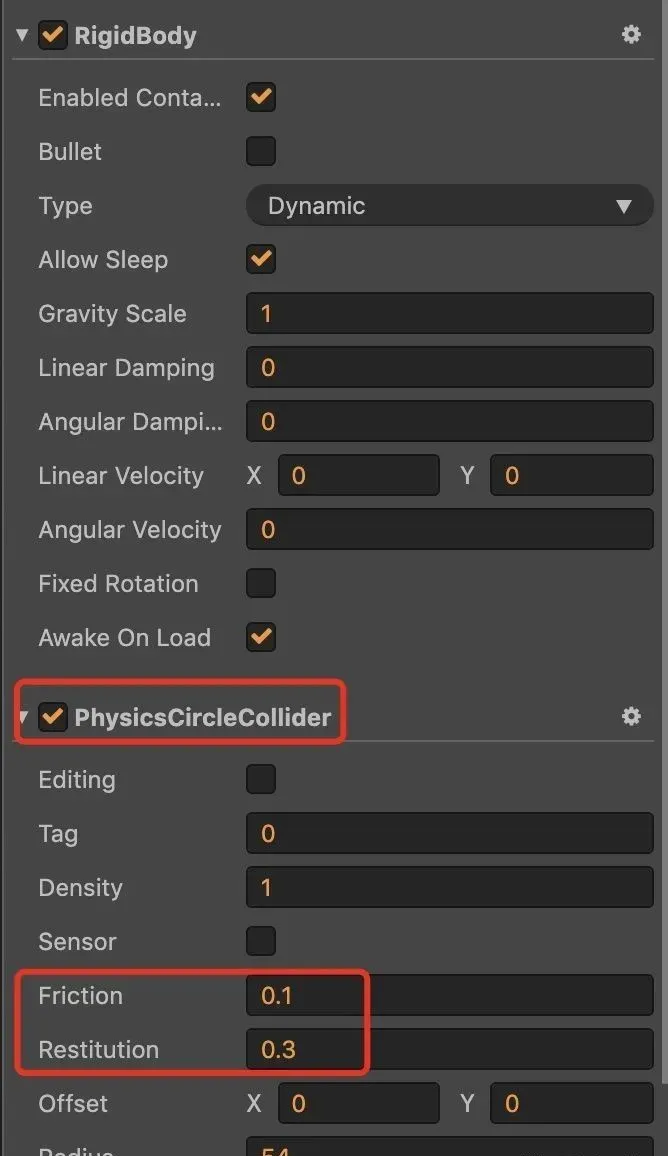 RigidBody
Enabled Conta...
Bullet
Type Dynamic
Allow Sleep
Gravity Scale 1
Linear Damping 0
Angular Dampi... 0
Linear Velocity X 0 Y 0
Angular Velocity 0
Fixed Rotation
Awake On Load
PhysicsCircleCollider
Editing
Tag 0
Density 1
Sensor
Friction 0.1
Restitution 0.3
Offset X 0 Y 0
Radius 54